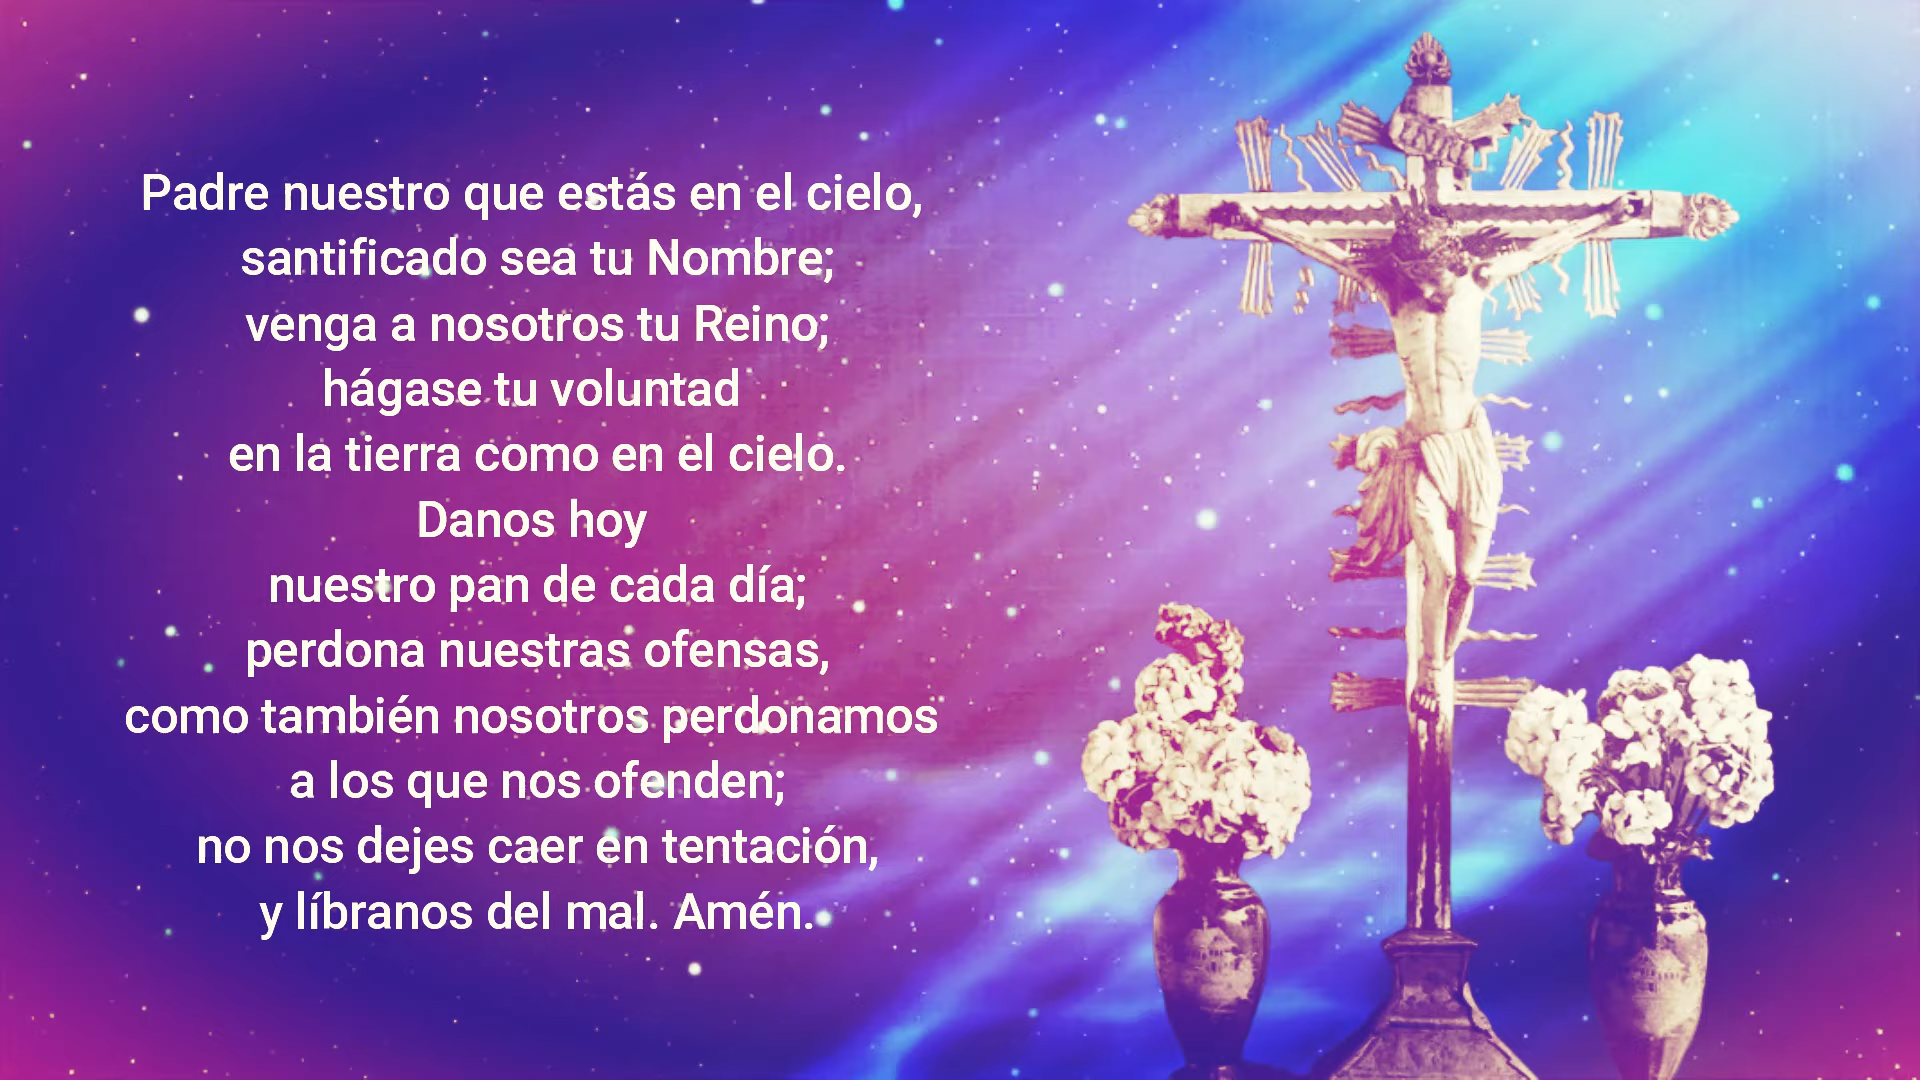 Padre nuestro que estás en el cielo,
santificado sea tu Nombre;
venga a nosotros tu Reino;
hágase tu voluntad
en la tierra como en el cielo.
Danos hoy
nuestro pan de cada día;
perdona nuestras ofensas,
como también nosotros perdonamos
a los que nos ofenden;
no nos dejes caer en tentación,
y líbranos del mal. Amén.